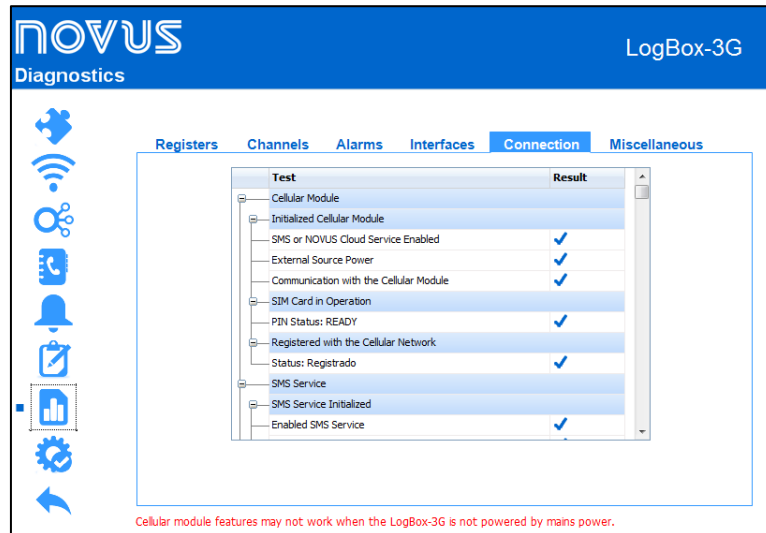 NOVUS
LogBox-3G
Diagnostics
Registers Channels Alarms Interfaces Connection Miscellaneous
Test Result
Cellular Module
Initialized Cellular Module
SMS or NOVUS Cloud Service Enabled
External Source Power
Communication with the Cellular Module
SIM Card in Operation
PIN Status: READY
Registered with the Cellular Network
Status: Registrado
SMS Service
SMS Service Initialized
Enabled SMS Service
Cellular module features may not work when the LogBox-3G is not powered by mains power.